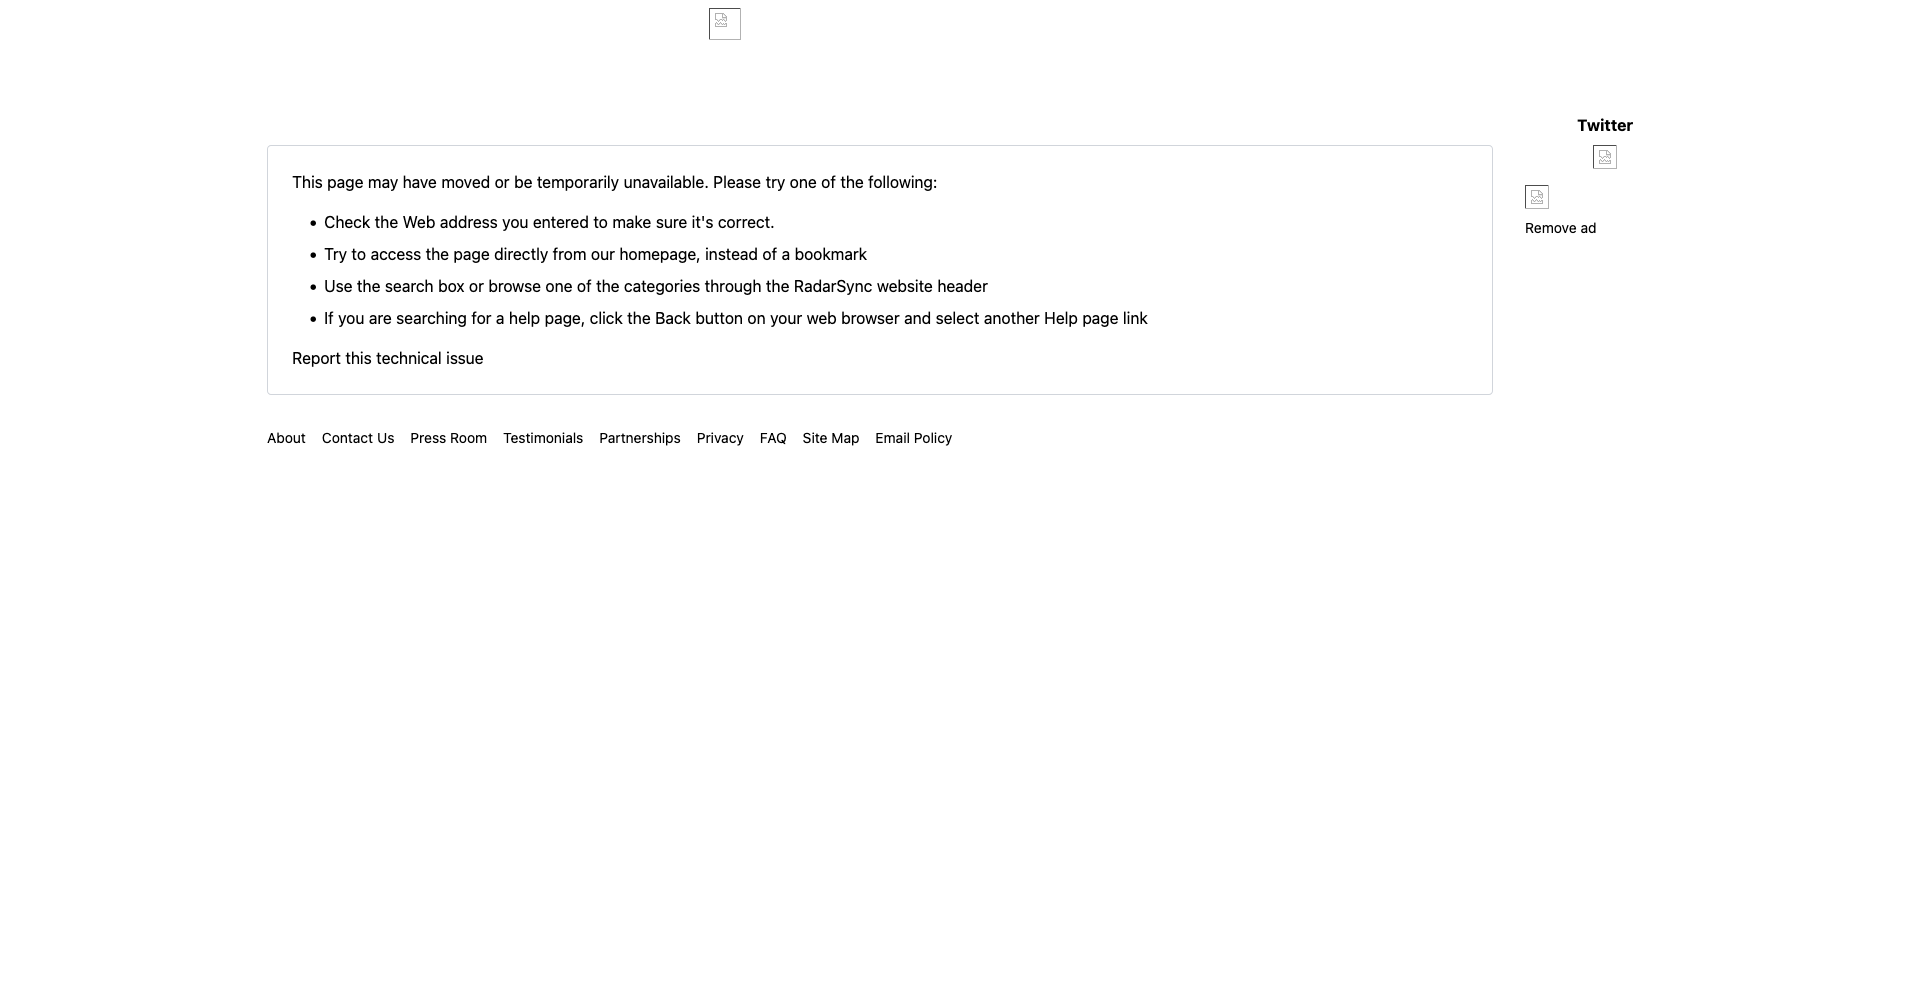 Twitter
This page may have moved or be temporarily unavailable. Please try one of the following:
• Check the Web address you entered to make sure it's correct.
• Try to access the page directly from our homepage, instead of a bookmark
• Use the search box or browse one of the categories through the RadarSync website header
• If you are searching for a help page, click the Back button on your web browser and select another Help page link
Report this technical issue
Remove ad
About Contact Us Press Room Testimonials Partnerships Privacy FAQ Site Map Email Policy